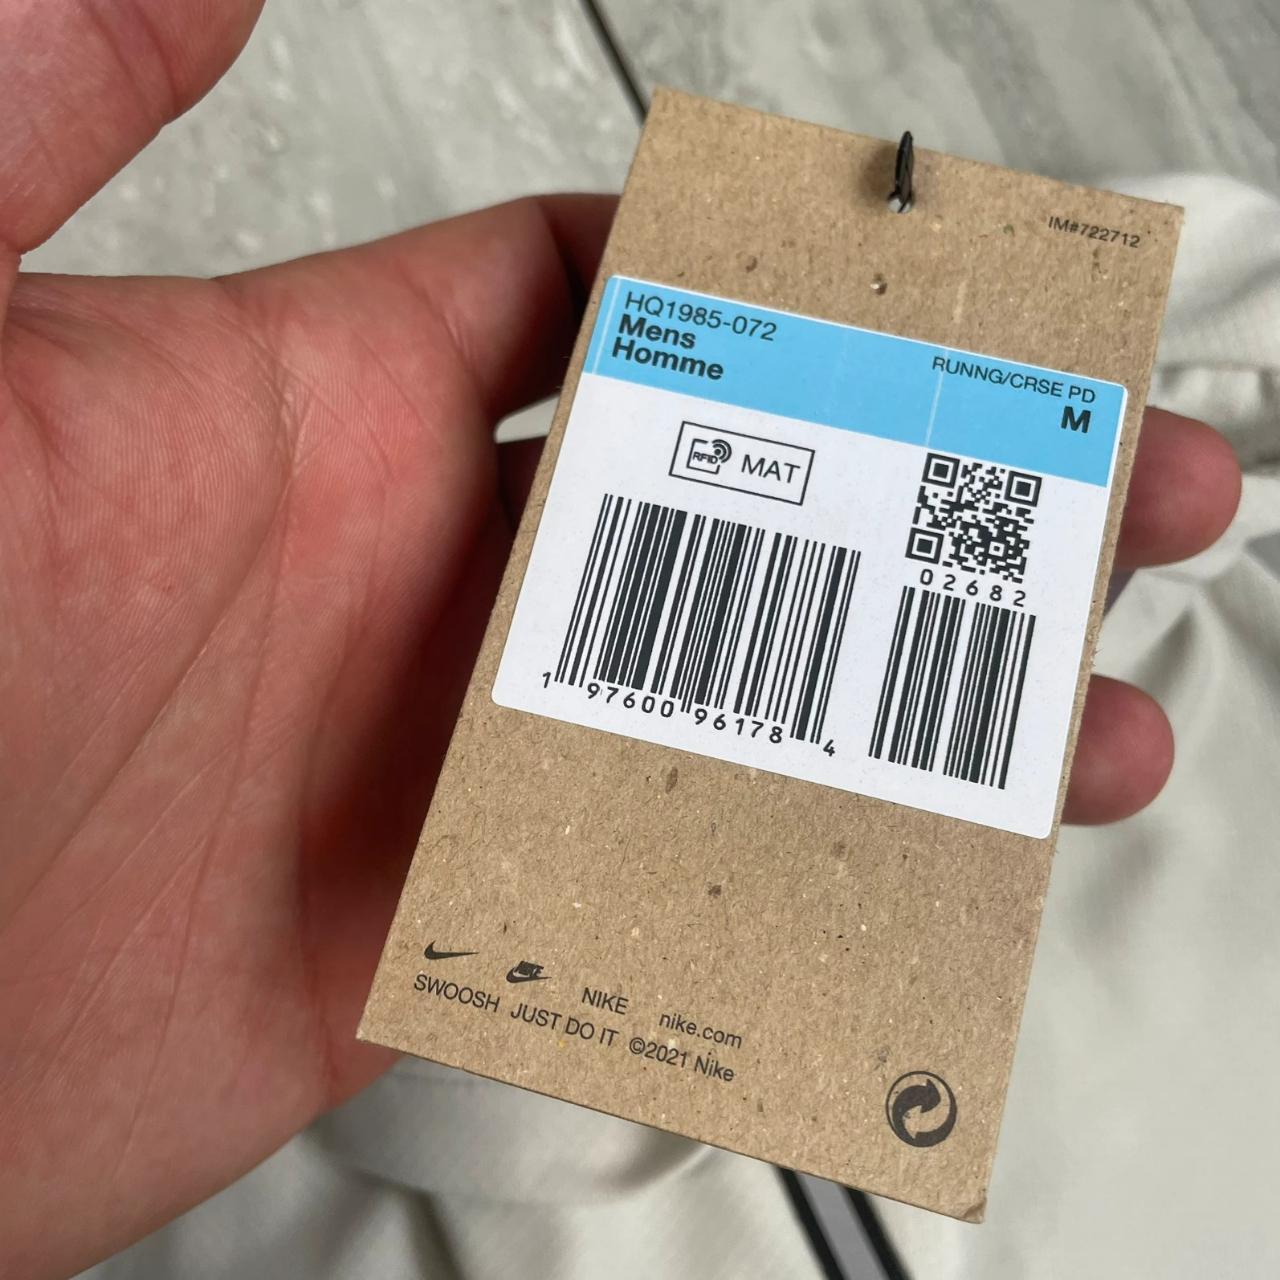 IM#722712
HQ1985-072
Mens
Homme
RUNNG/CRSE PD
M
RFID MAT
02682
1 97600 96178 4
NIKE
NIKE nike.com
SWOOSH JUST DO IT ©2021 Nike